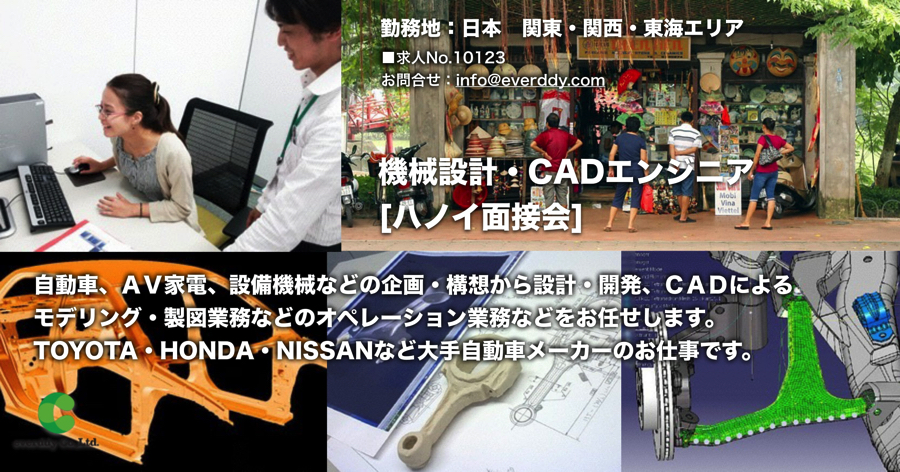 勤務地：日本　関東・関西・東海エリア
■求人No.10123
お問合せ：info@everddy.com
機械設計・CADエンジニア
[ハノイ面接会]
Mobi
Vina
Viettel
自動車、ＡＶ家電、設備機械などの企画・構想から設計・開発、ＣＡＤによる
モデリング・製図業務などのオペレーション業務などをお任せします。
TOYOTA・HONDA・NISSANなど大手自動車メーカーのお仕事です。
everddy Co.,Ltd.